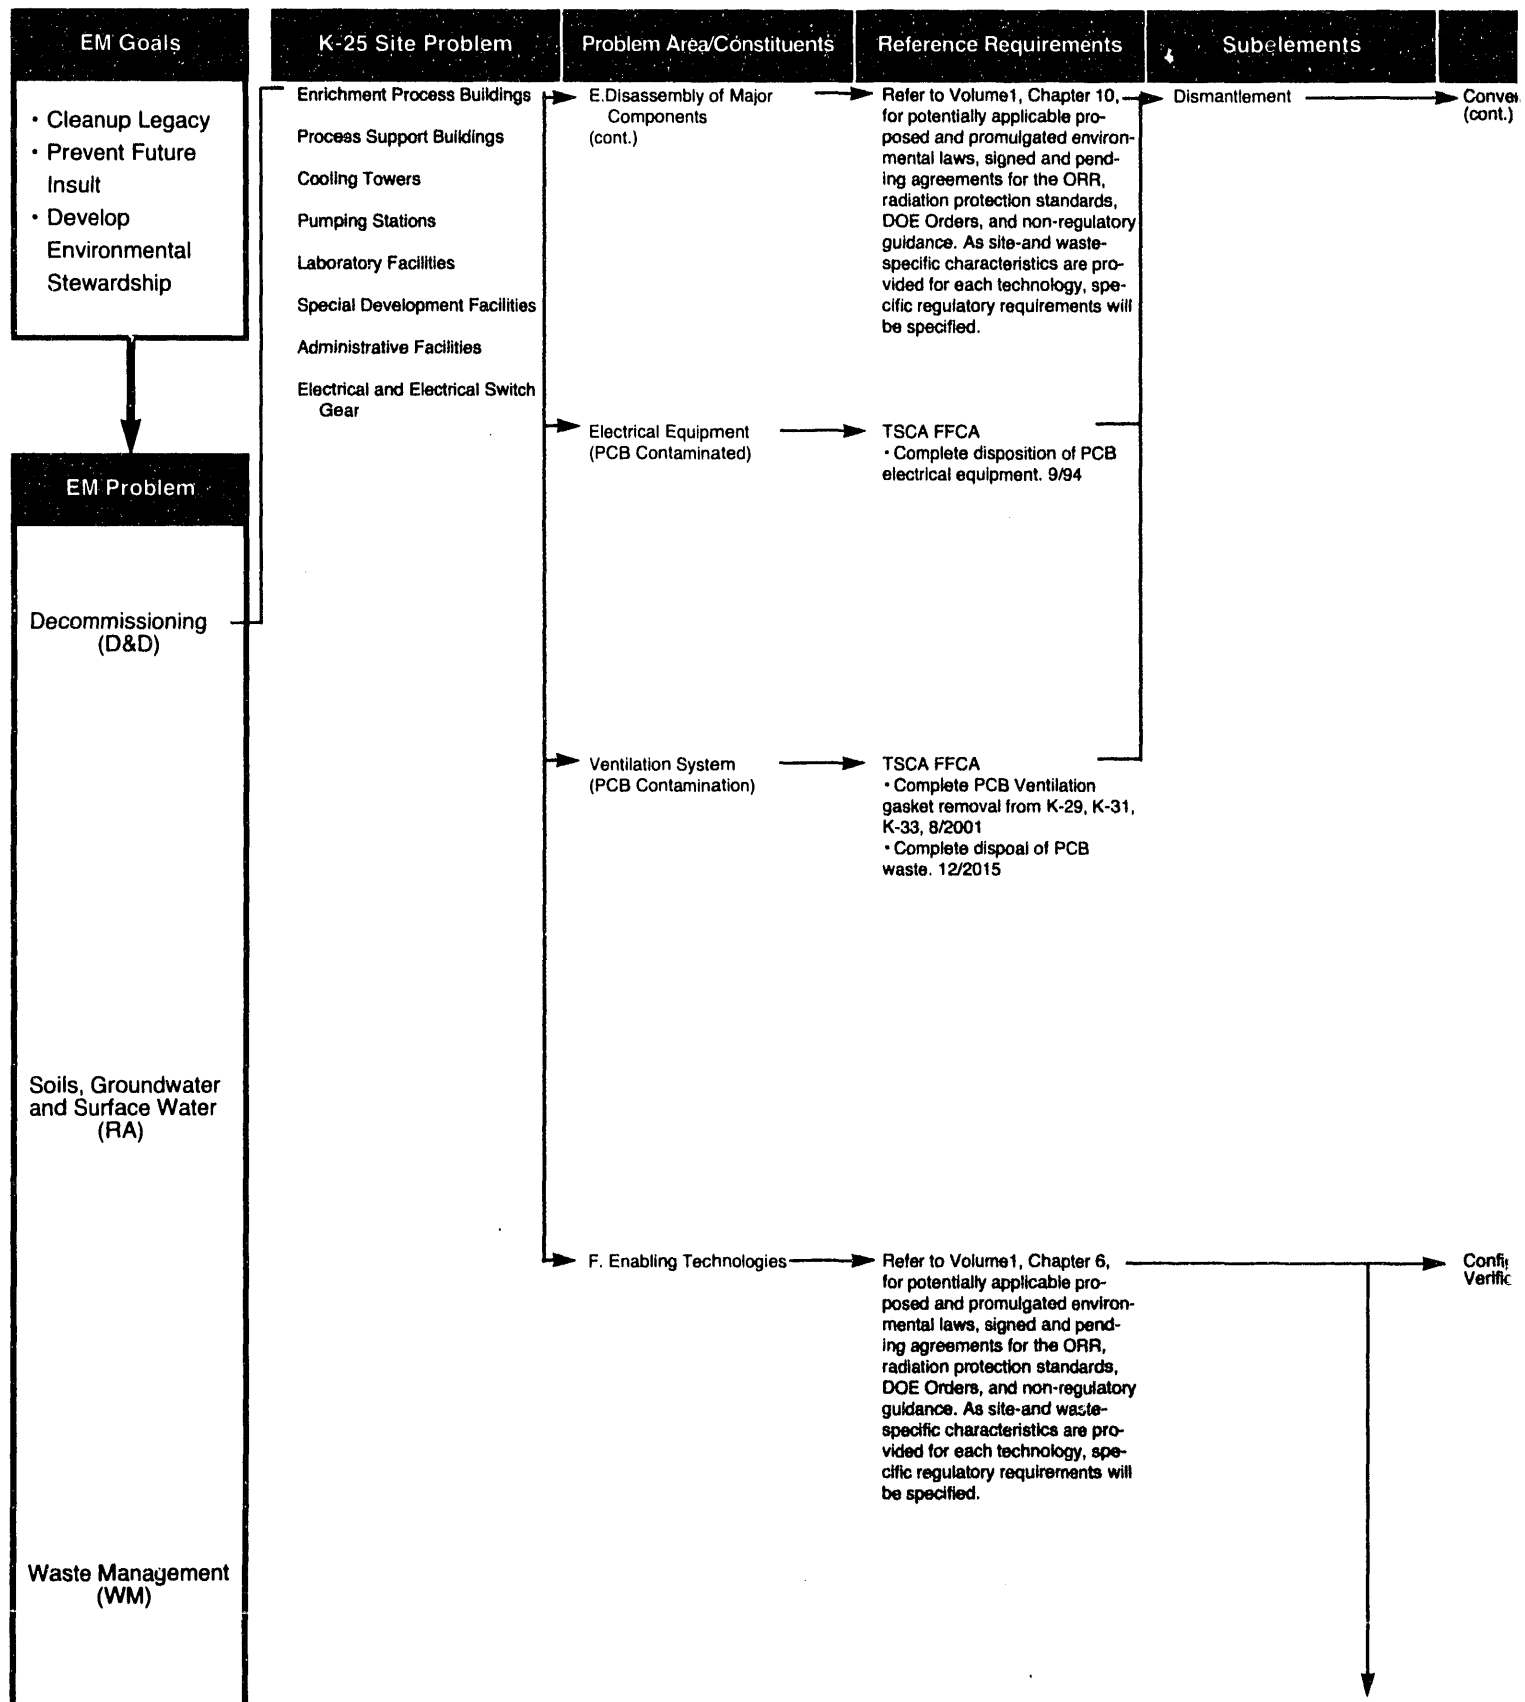 EM Goals
• Cleanup Legacy
• Prevent Future
Insult
• Develop
Environmental
Stewardship
EM Problem
Decommissioning
(D&D)
Soils, Groundwater
and Surface Water
(RA)
Waste Management
(WM)
K-25 Site Problem
Enrichment Process Buildings
Process Support Buildings
Cooling Towers
Pumping Stations
Laboratory Facilities
Special Development Facilities
Administrative Facilities
Electrical and Electrical Switch
Gear
Problem Area/Constituents
E.Disassembly of Major
Components
(cont.)
Electrical Equipment
(PCB Contaminated)
Ventilation System
(PCB Contamination)
F. Enabling Technologies
Reference Requirements
Refer to Volume1, Chapter 10,
for potentially applicable pro-
posed and promulgated environ-
mental laws, signed and pend-
ing agreements for the ORR,
radiation protection standards,
DOE Orders, and non-regulatory
guidance. As site-and waste-
specific characteristics are pro-
vided for each technology, spe-
cific regulatory requirements will
be specified.
TSCA FFCA
• Complete disposition of PCB
electrical equipment. 9/94
TSCA FFCA
• Complete PCB Ventilation
gasket removal from K-29, K-31,
K-33, 8/2001
• Complete dispoal of PCB
waste. 12/2015
Refer to Volume1, Chapter 6,
for potentially applicable pro-
posed and promulgated environ-
mental laws, signed and pend-
ing agreements for the ORR,
radiation protection standards,
DOE Orders, and non-regulatory
guidance. As site-and waste-
specific characteristics are pro-
vided for each technology, spe-
cific regulatory requirements will
be specified.
Subelements
Dismantlement
(cont.)